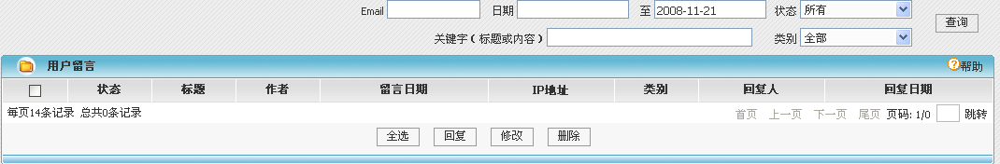 Email 日期 至 2008-11-21 状态 所有
查询
关键字（标题或内容） 类别 全部
用户留言 帮助
状态 标题 作者 留言日期 IP地址 类别 回复人 回复日期
每页14条记录 总共0条记录 首页 上一页 下一页 尾页 页码: 1/0 跳转
全选 回复 修改 删除